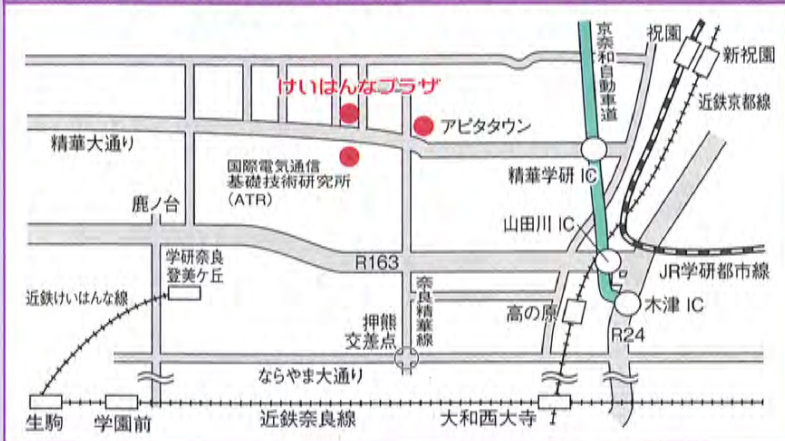 京奈和自動車道
祝園
新祝園
近鉄京都線
けいはんなプラザ
アピタタウン
精華大通り
国際電気通信
基礎技術研究所
(ATR)
精華学研 IC
鹿ノ台
山田川 IC
学研奈良
登美ケ丘
R163
JR学研都市線
近鉄けいはんな線
奈良精華線
高の原
木津 IC
押熊
交差点
R24
ならやま大通り
生駒
学園前
近鉄奈良線
大和西大寺